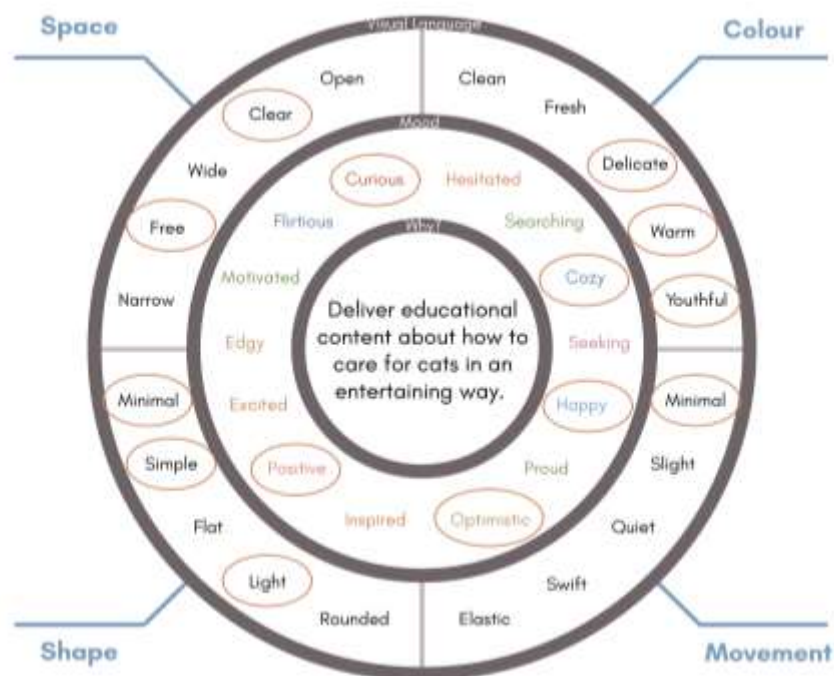 Space
Colour
Visual Language
Open
Clean
Clear
Fresh
Wide
Delicate
Free
Warm
Narrow
Youthful
Mood
Curious
Hesitated
Flirtious
Searching
Motivated
Cozy
Edgy
Seeking
Excited
Happy
Positive
Proud
Inspired
Optimistic
Why?
Deliver educational
content about how to
care for cats in an
entertaining way.
Minimal
Minimal
Simple
Slight
Flat
Quiet
Light
Swift
Rounded
Elastic
Shape
Movement